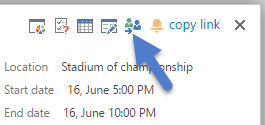 copy link
Location Stadium of championship
Start date 16, June 5:00 PM
End date 16, June 10:00 PM